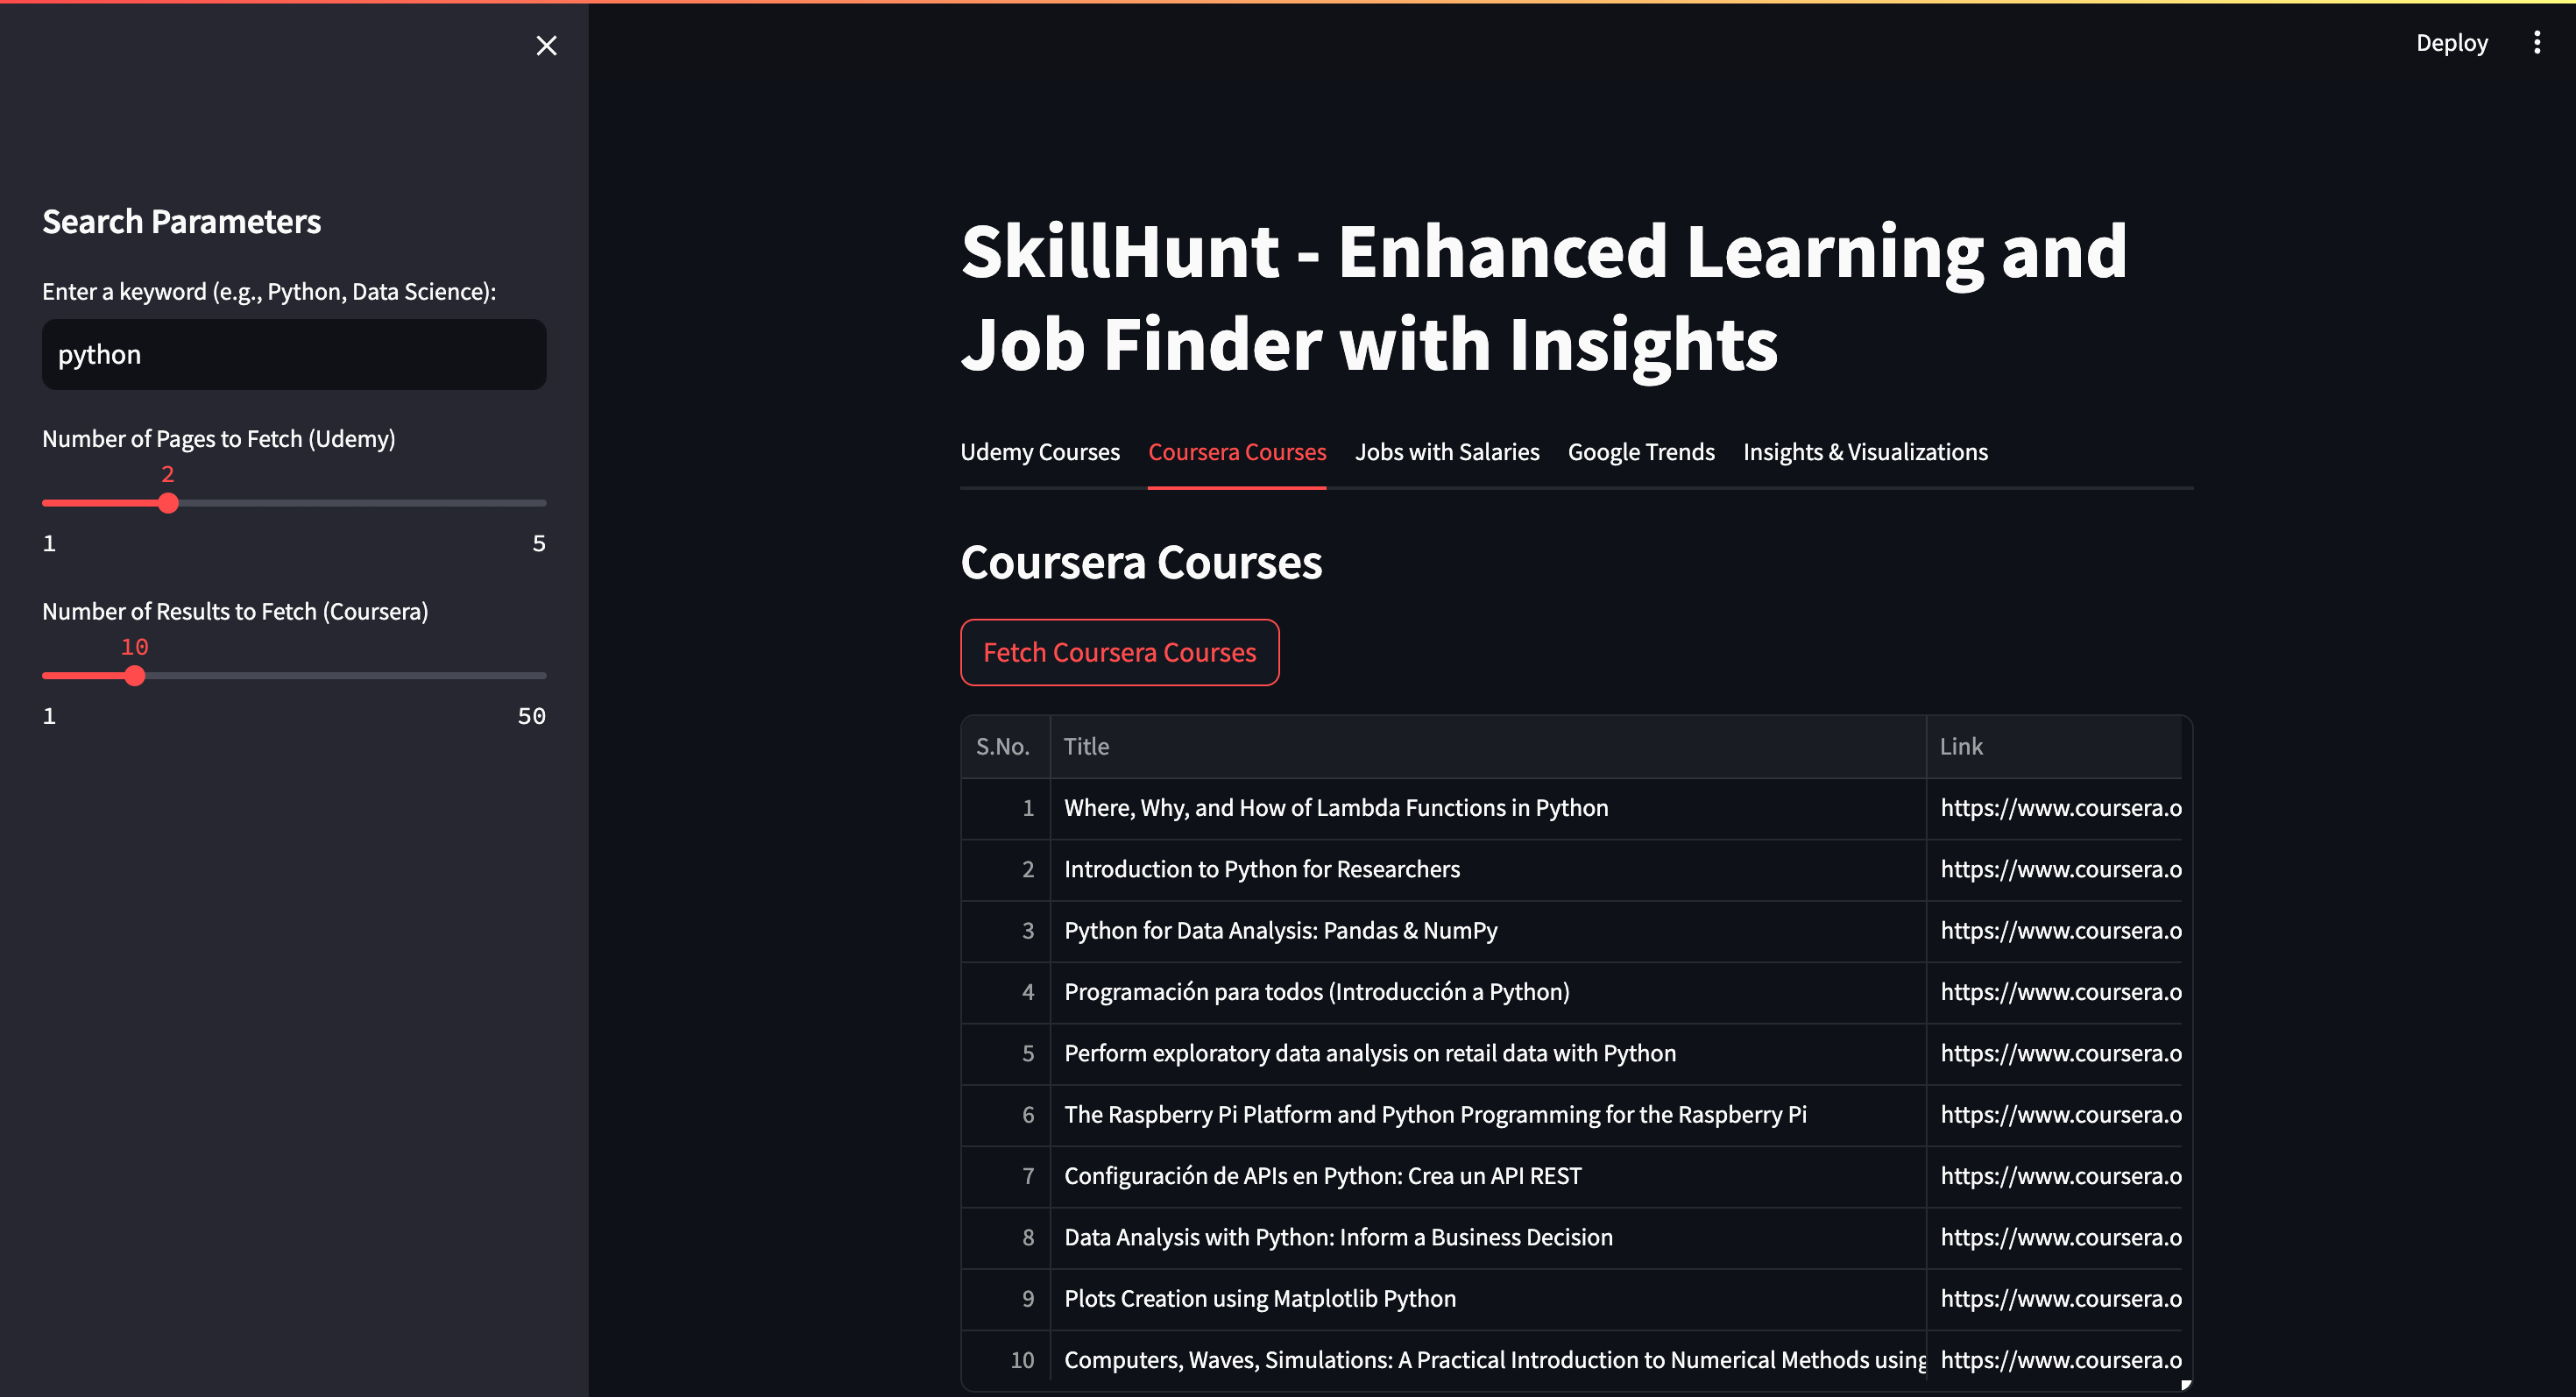 Deploy
Search Parameters
Enter a keyword (e.g., Python, Data Science):
python
Number of Pages to Fetch (Udemy)
2
1 5
Number of Results to Fetch (Coursera)
10
1 50
SkillHunt - Enhanced Learning and
Job Finder with Insights
Udemy Courses Coursera Courses Jobs with Salaries Google Trends Insights & Visualizations
Coursera Courses
Fetch Coursera Courses
S.No. Title Link
1 Where, Why, and How of Lambda Functions in Python https://www.coursera.o
2 Introduction to Python for Researchers https://www.coursera.o
3 Python for Data Analysis: Pandas & NumPy https://www.coursera.o
4 Programación para todos (Introducción a Python) https://www.coursera.o
5 Perform exploratory data analysis on retail data with Python https://www.coursera.o
6 The Raspberry Pi Platform and Python Programming for the Raspberry Pi https://www.coursera.o
7 Configuración de APIs en Python: Crea un API REST https://www.coursera.o
8 Data Analysis with Python: Inform a Business Decision https://www.coursera.o
9 Plots Creation using Matplotlib Python https://www.coursera.o
10 Computers, Waves, Simulations: A Practical Introduction to Numerical Methods using https://www.coursera.o